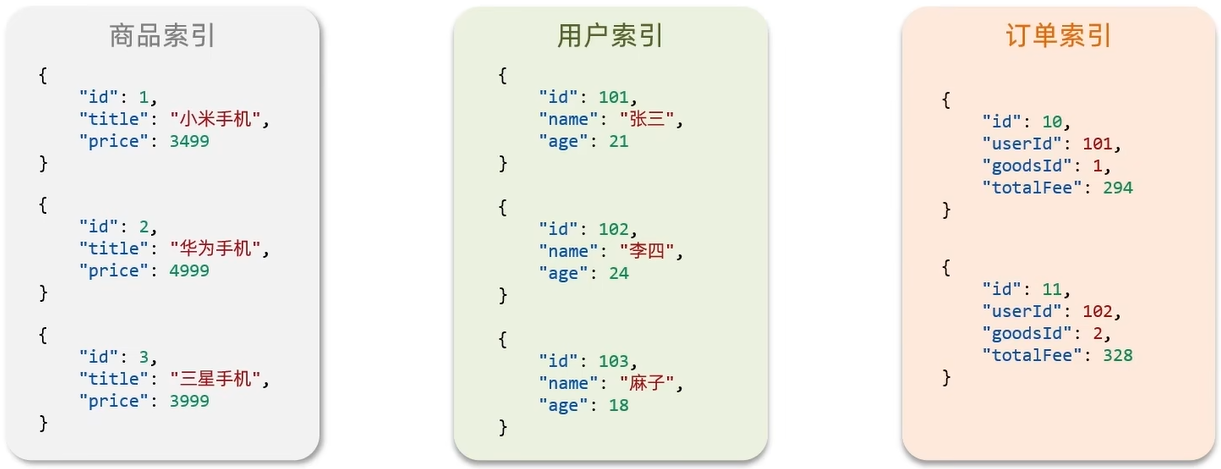 商品索引
{
"id": 1,
"title": "小米手机",
"price": 3499
}
{
"id": 2,
"title": "华为手机",
"price": 4999
}
{
"id": 3,
"title": "三星手机",
"price": 3999
}
用户索引
{
"id": 101,
"name": "张三",
"age": 21
}
{
"id": 102,
"name": "李四",
"age": 24
}
{
"id": 103,
"name": "麻子",
"age": 18
}
订单索引
{
"id": 10,
"userId": 101,
"goodsId": 1,
"totalFee": 294
}
{
"id": 11,
"userId": 102,
"goodsId": 2,
"totalFee": 328
}